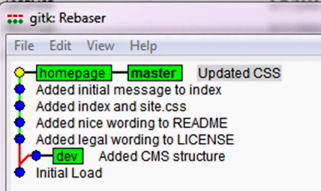 gitk: Rebaser
File Edit View Help
homepage master Updated CSS
Added initial message to index
Added index and site.css
Added nice wording to README
Added legal wording to LICENSE
dev Added CMS structure
Initial Load